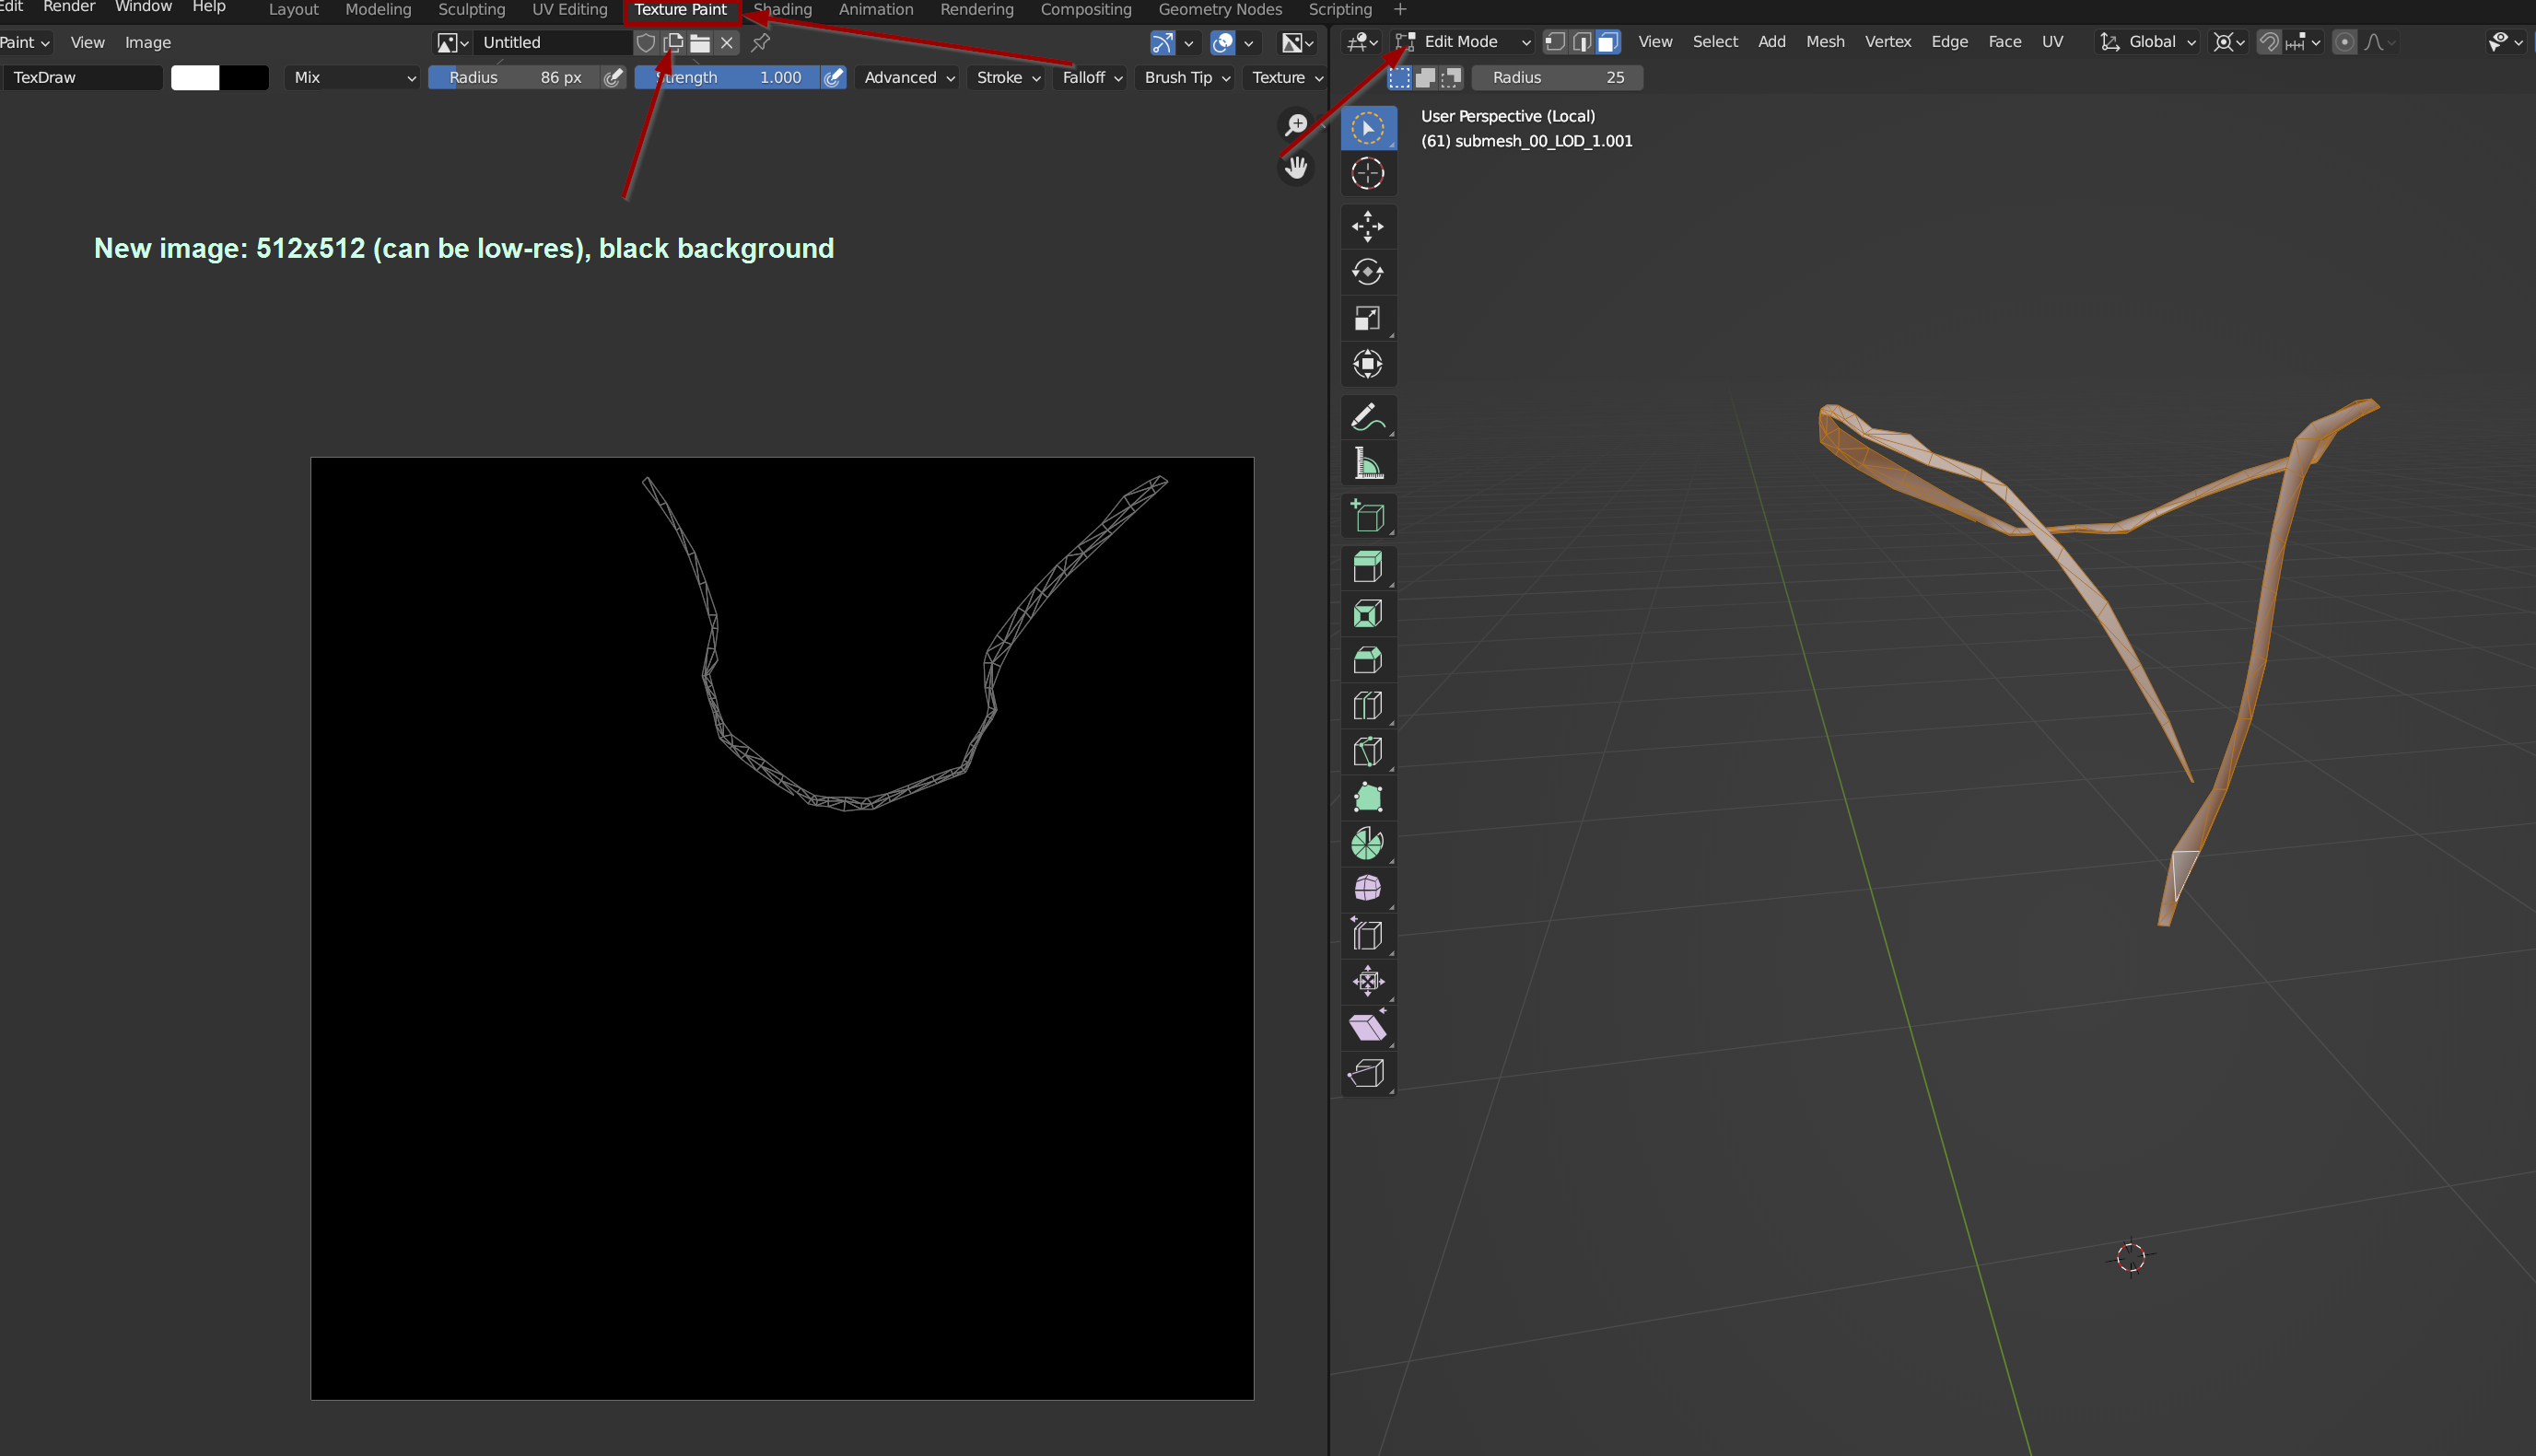 Edit Render Window Help Layout Modeling Sculpting UV Editing Texture Paint Shading Animation Rendering Compositing Geometry Nodes Scripting +
Paint View Image Untitled
TexDraw Mix Radius 86 px Strength 1.000 Advanced Stroke Falloff Brush Tip Texture
New image: 512x512 (can be low-res), black background
Edit Mode View Select Add Mesh Vertex Edge Face UV Global
Radius 25
User Perspective (Local)
(61) submesh_00_LOD_1.001